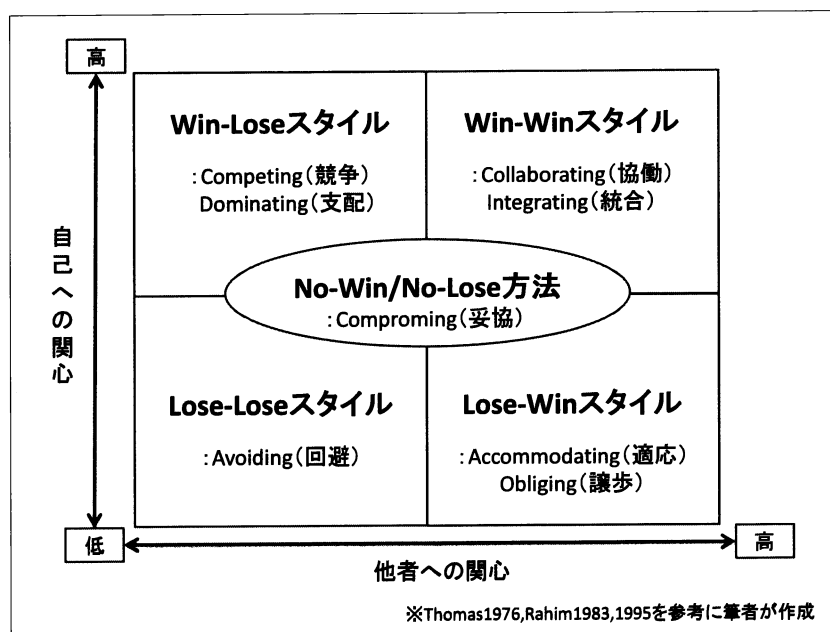 高
Win-Loseスタイル
:Competing(競争)
Dominating(支配)
Win-Winスタイル
:Collaborating(協働)
Integrating(統合)
自己への関心
No-Win/No-Lose方法
:Comproming(妥協)
Lose-Loseスタイル
:Avoiding(回避)
Lose-Winスタイル
:Accommodating(適応)
Obliging(譲歩)
低
高
他者への関心
※Thomas1976,Rahim1983,1995を参考に筆者が作成